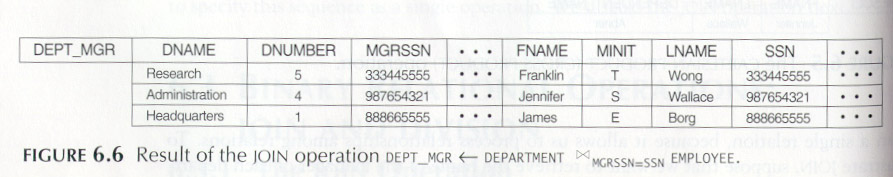 DEPT_MGR DNAME DNUMBER MGRSSN • • • FNAME MINIT LNAME SSN • • •
Research 5 333445555 • • • Franklin T Wong 333445555 • • •
Administration 4 987654321 • • • Jennifer S Wallace 987654321 • • •
Headquarters 1 888665555 • • • James E Borg 888665555 • • •
FIGURE 6.6 Result of the JOIN operation DEPT_MGR ← DEPARTMENT ⋈ MGRSSN=SSN EMPLOYEE.